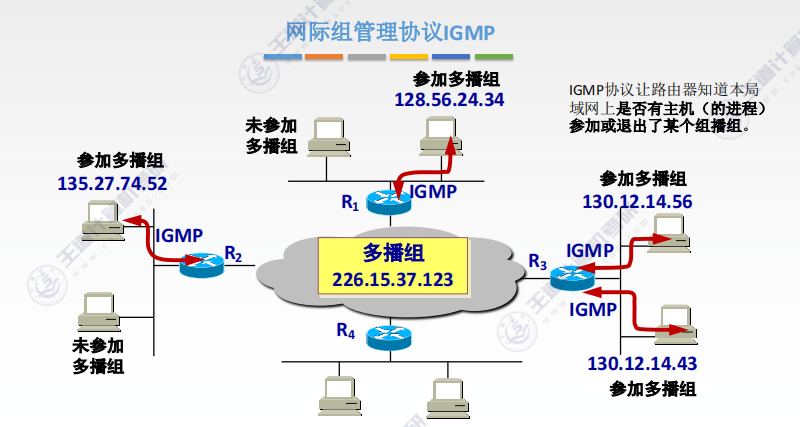 网际组管理协议IGMP
IGMP协议让路由器知道本局
域网上是否有主机（的进程）
参加或退出了某个组播组。
参加多播组
128.56.24.34
未参加
多播组
IGMP
R1
参加多播组
135.27.74.52
IGMP
R2
未参加
多播组
多播组
226.15.37.123
参加多播组
130.12.14.56
R3
IGMP
IGMP
130.12.14.43
参加多播组
R4